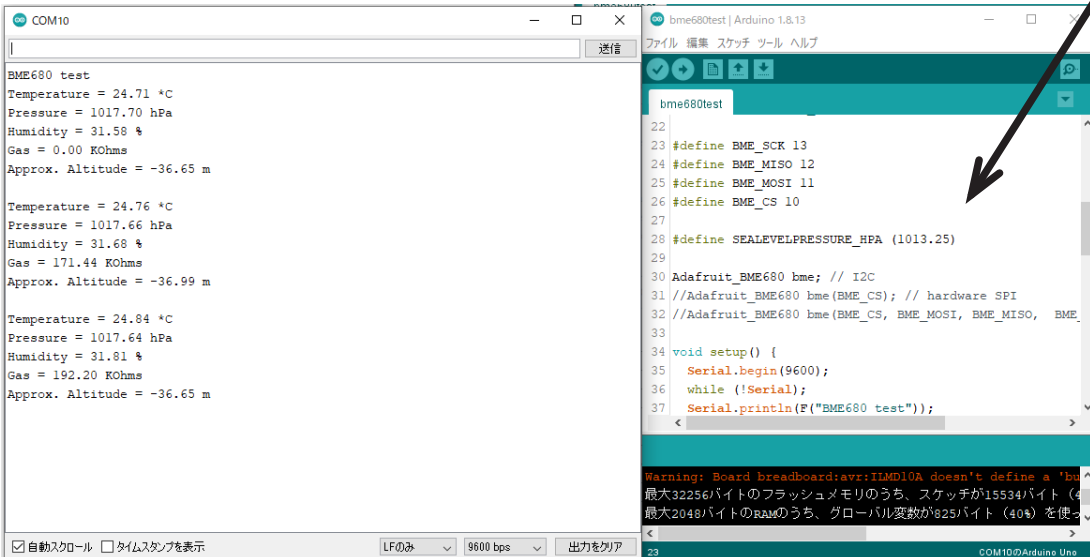 COM10
送信
BME680 test
Temperature = 24.71 *C
Pressure = 1017.70 hPa
Humidity = 31.58 %
Gas = 0.00 KOhms
Approx. Altitude = -36.65 m
Temperature = 24.76 *C
Pressure = 1017.66 hPa
Humidity = 31.68 %
Gas = 171.44 KOhms
Approx. Altitude = -36.99 m
Temperature = 24.84 *C
Pressure = 1017.64 hPa
Humidity = 31.81 %
Gas = 192.20 KOhms
Approx. Altitude = -36.65 m
自動スクロール タイムスタンプを表示 LFのみ 9600 bps 出力をクリア
bme680test | Arduino 1.8.13
ファイル 編集 スケッチ ツール ヘルプ
bme680test
22
23 #define BME_SCK 13
24 #define BME_MISO 12
25 #define BME_MOSI 11
26 #define BME_CS 10
27
28 #define SEALEVELPRESSURE_HPA (1013.25)
29
30 Adafruit_BME680 bme; // I2C
31 //Adafruit_BME680 bme(BME_CS); // hardware SPI
32 //Adafruit_BME680 bme(BME_CS, BME_MOSI, BME_MISO, BME_
33
34 void setup() {
35 Serial.begin(9600);
36 while (!Serial);
37 Serial.println(F("BME680 test"));
Warning: Board breadboard:avr:ILMD10A doesn't define a 'bu
最大32256バイトのフラッシュメモリのうち、スケッチが15534バイト（4
最大2048バイトのRAMのうち、グローバル変数が825バイト（40%）を使っ
23 COM10のArduino Uno